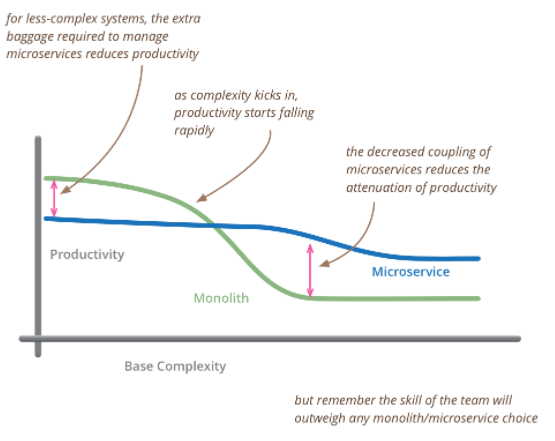 for less-complex systems, the extra
baggage required to manage
microservices reduces productivity
as complexity kicks in,
productivity starts falling
rapidly
the decreased coupling of
microservices reduces the
attenuation of productivity
Productivity
Microservice
Monolith
Base Complexity
but remember the skill of the team will
outweigh any monolith/microservice choice